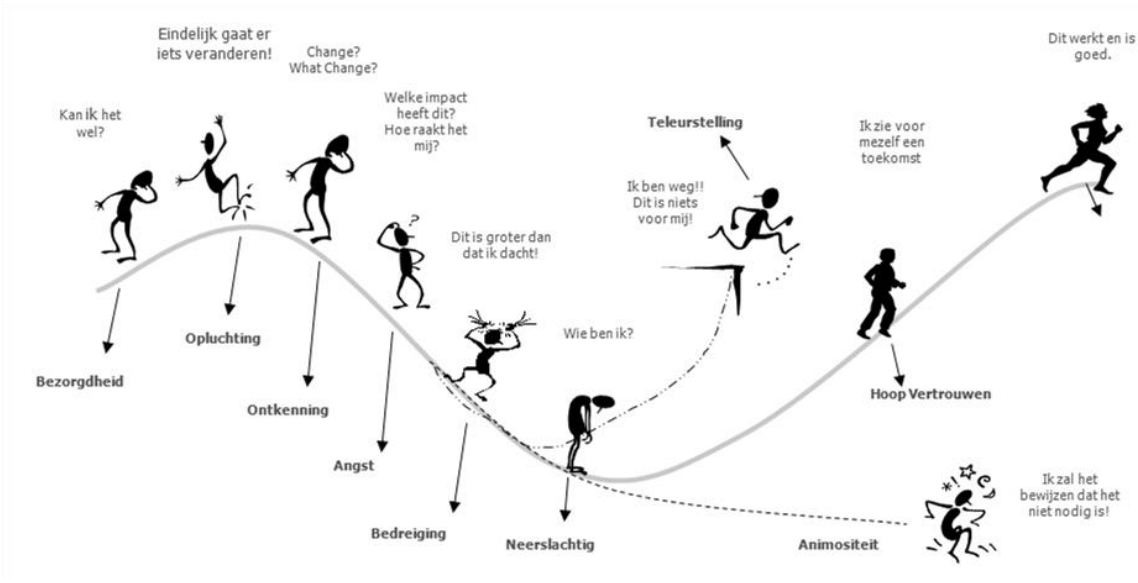 Kan ik het
wel?
Bezorgdheid
Eindelijk gaat er
iets veranderen!
Opluchting
Change?
What Change?
Ontkenning
Welke impact
heeft dit?
Hoe raakt het
mij?
?
Angst
Dit is groter dan
dat ik dacht!
Bedreiging
Wie ben ik?
Neerslachtig
Teleurstelling
Ik ben weg!!
Dit is niets
voor mij!
Ik zie voor
mezelf een
toekomst
Hoop Vertrouwen
Dit werkt en is
goed.
Animositeit
Ik zal het
bewijzen dat het
niet nodig is!